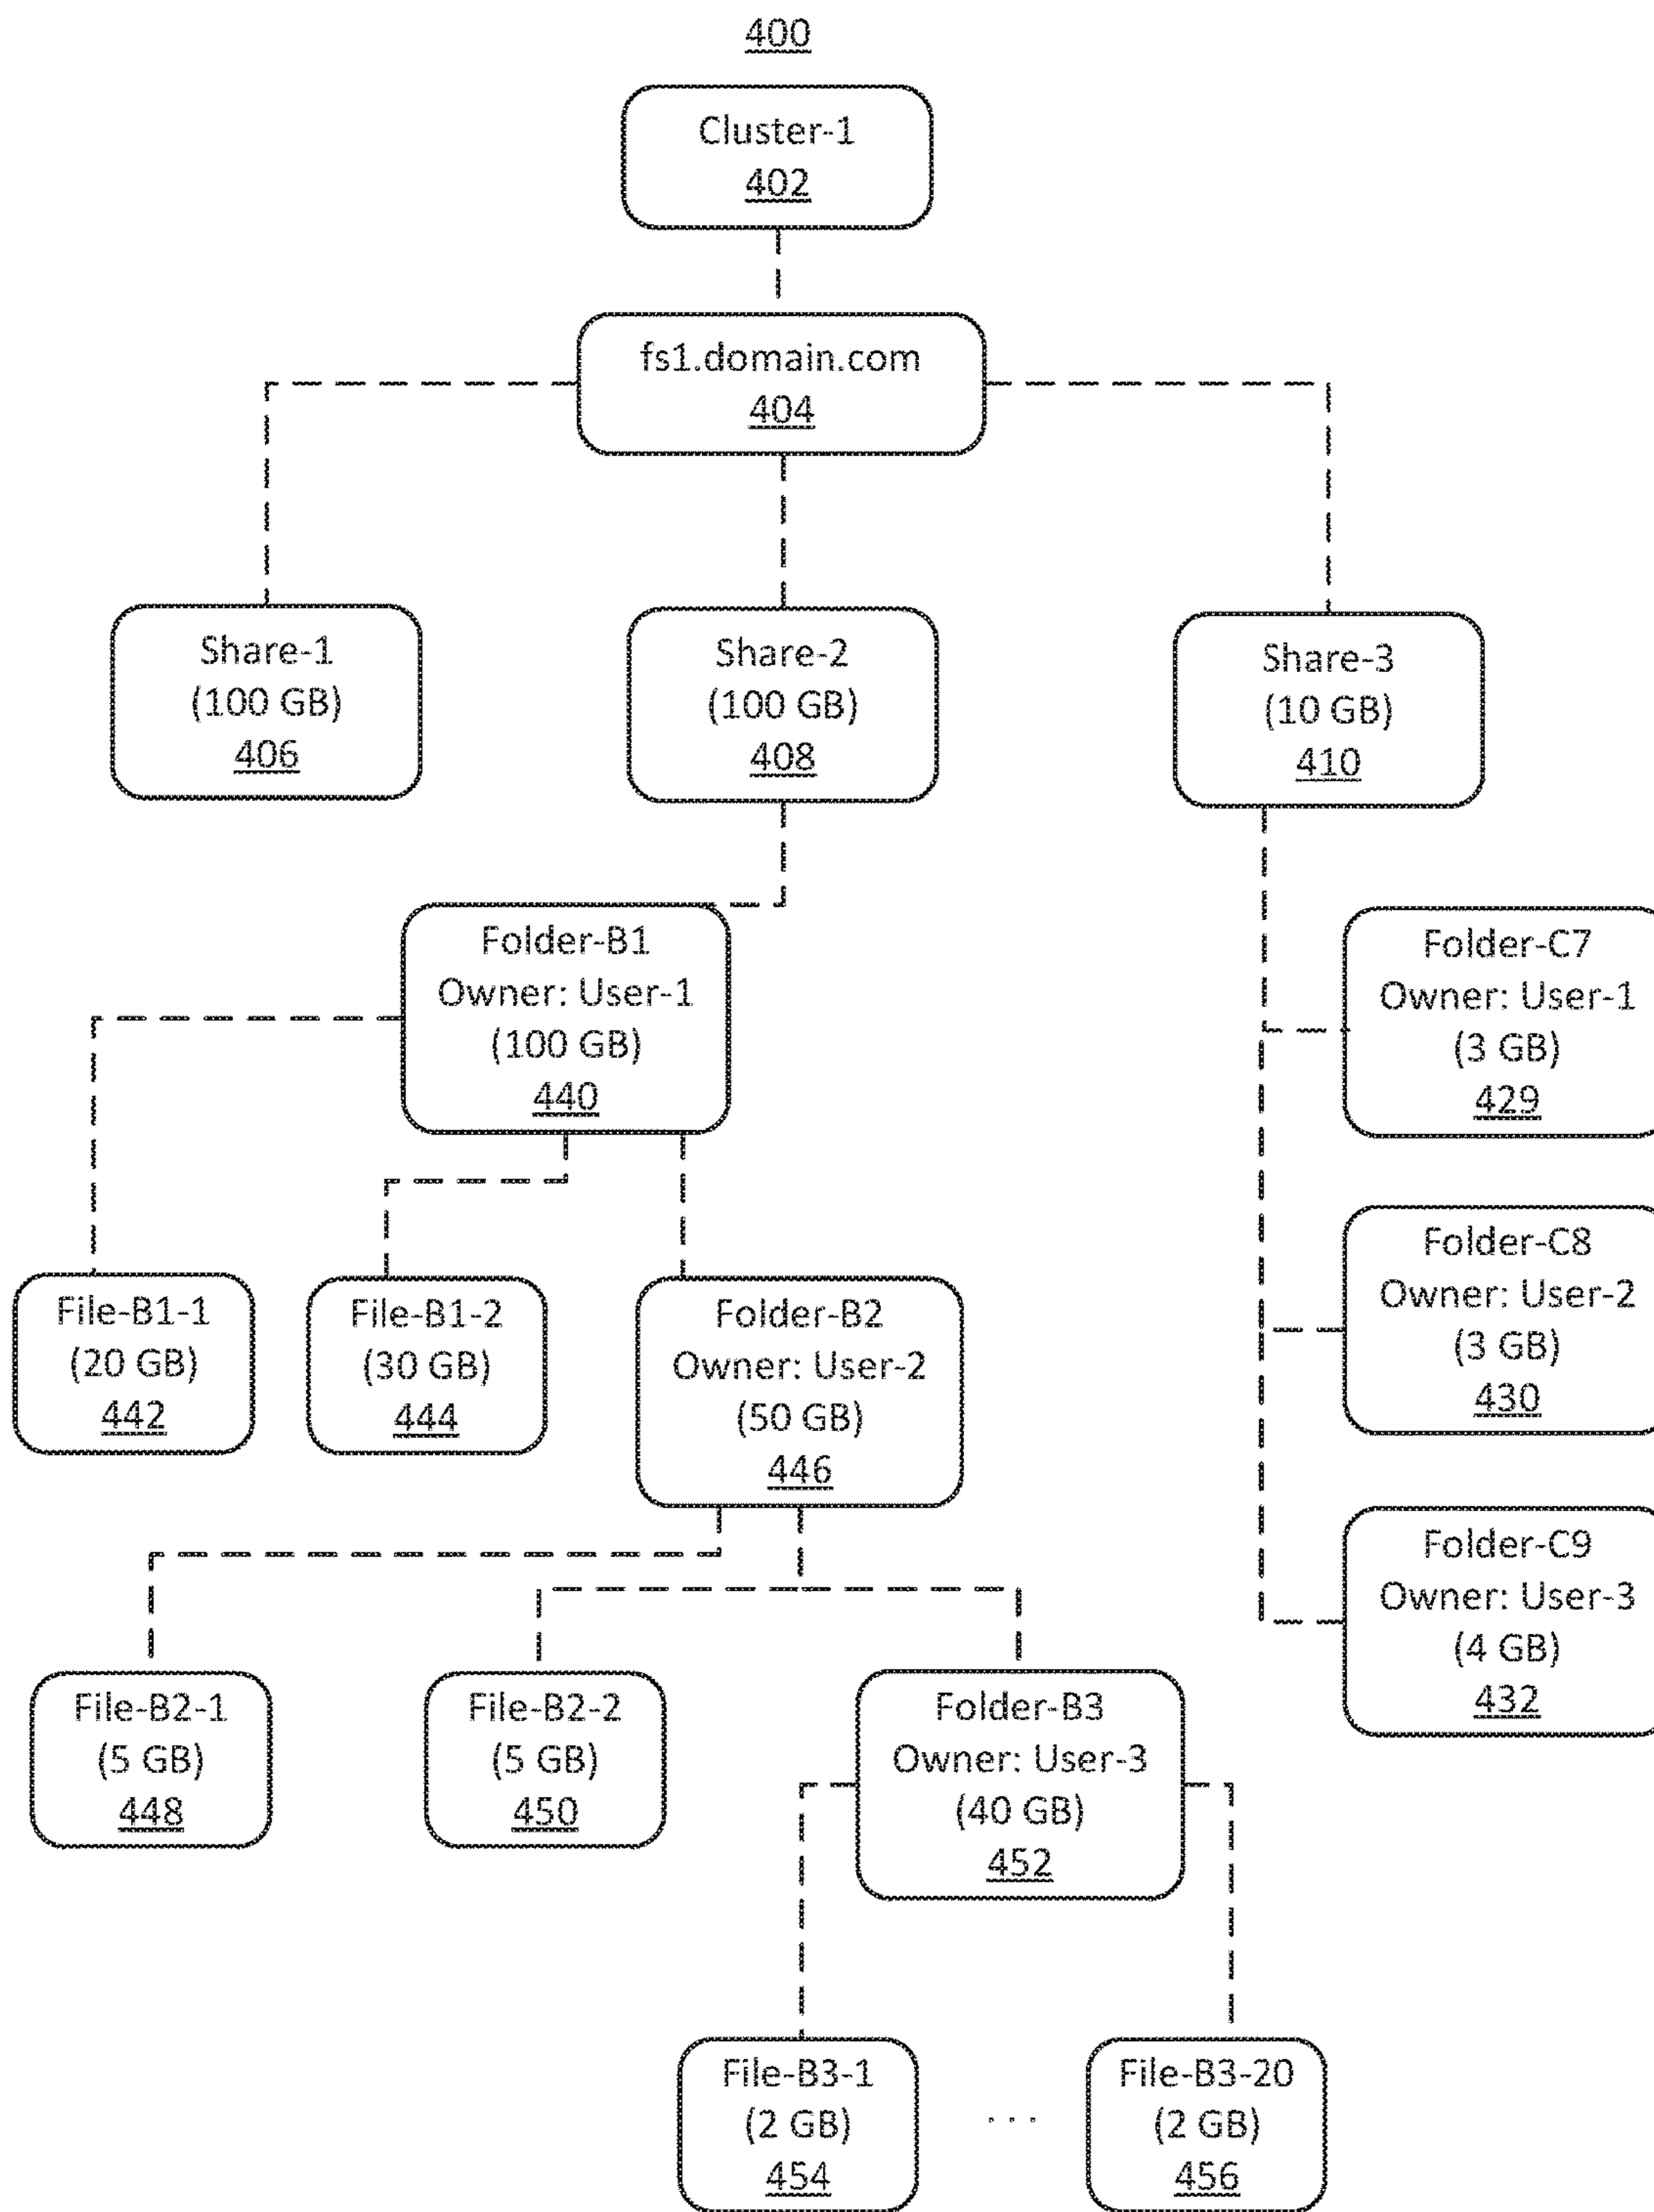 400
Cluster-1
402
fs1.domain.com
404
Share-1
(100 GB)
406
Share-2
(100 GB)
408
Share-3
(10 GB)
410
Folder-B1
Owner: User-1
(100 GB)
440
Folder-C7
Owner: User-1
(3 GB)
429
File-B1-1
(20 GB)
442
File-B1-2
(30 GB)
444
Folder-B2
Owner: User-2
(50 GB)
446
Folder-C8
Owner: User-2
(3 GB)
430
Folder-C9
Owner: User-3
(4 GB)
432
File-B2-1
(5 GB)
448
File-B2-2
(5 GB)
450
Folder-B3
Owner: User-3
(40 GB)
452
File-B3-1
(2 GB)
454
. . .
File-B3-20
(2 GB)
456